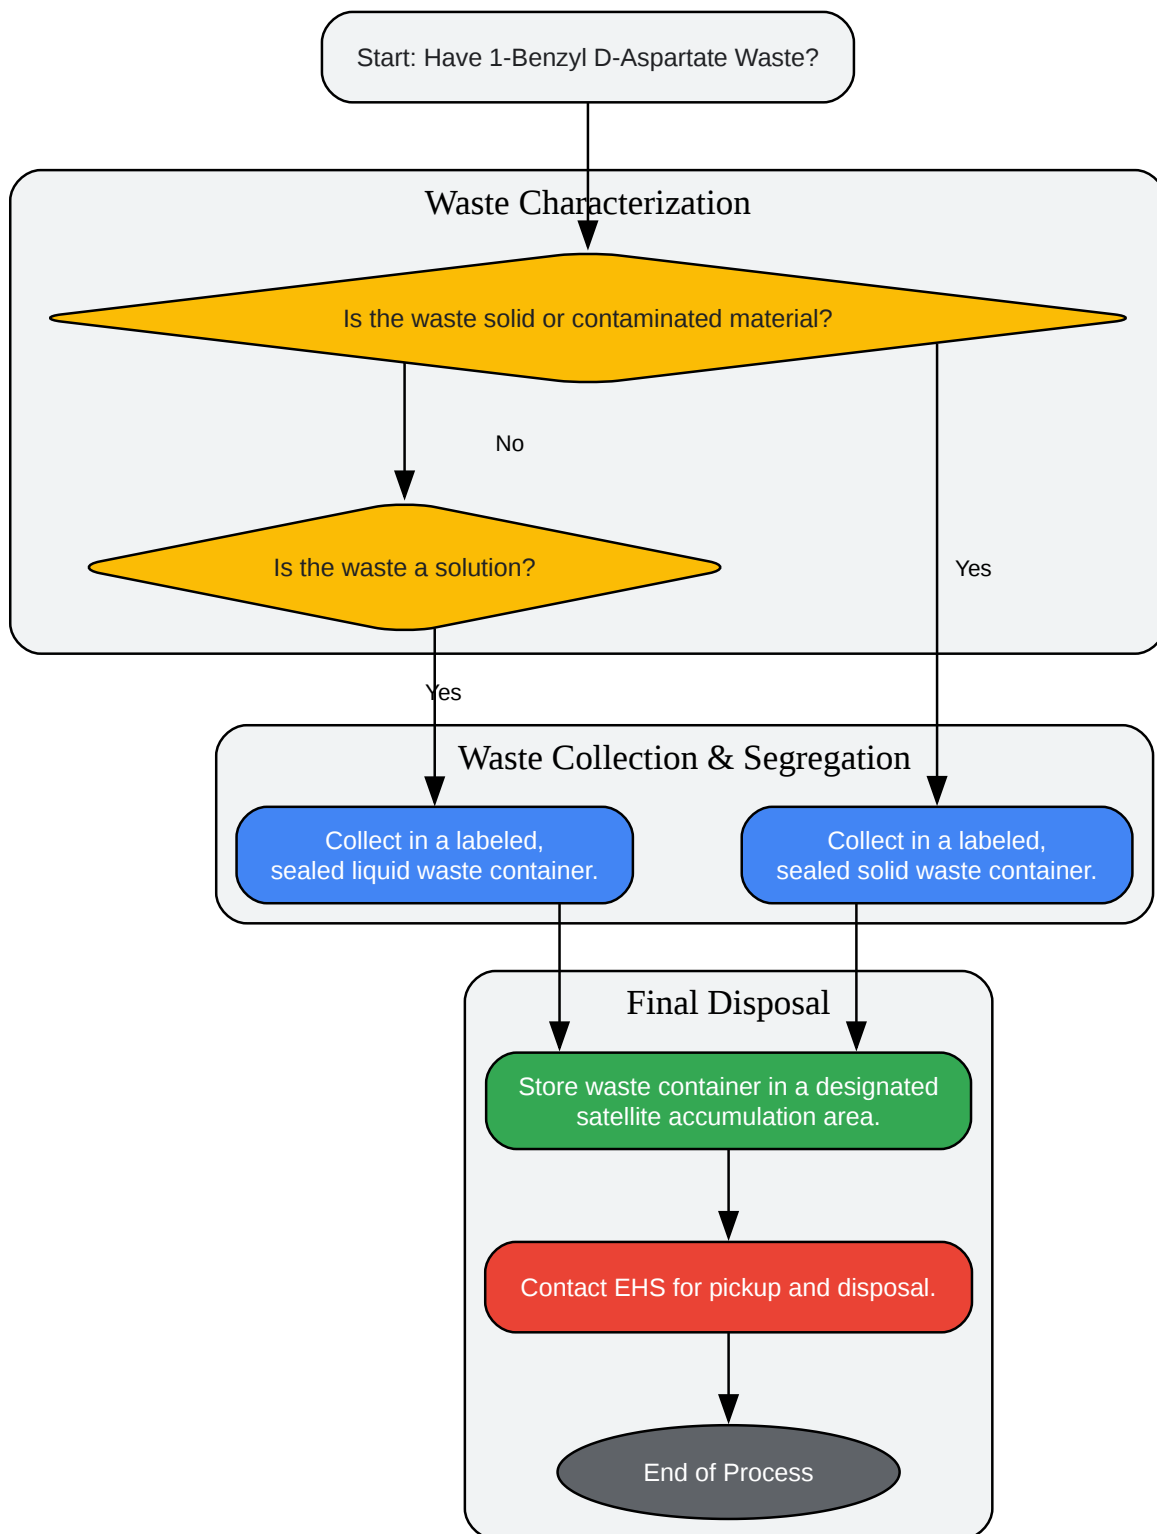 Start: Have 1-Benzyl D-Aspartate Waste?
Waste Characterization
Is the waste solid or contaminated material?
No
Is the waste a solution?
Yes
Yes
Waste Collection & Segregation
Collect in a labeled,
sealed liquid waste container.
Collect in a labeled,
sealed solid waste container.
Final Disposal
Store waste container in a designated
satellite accumulation area.
Contact EHS for pickup and disposal.
End of Process